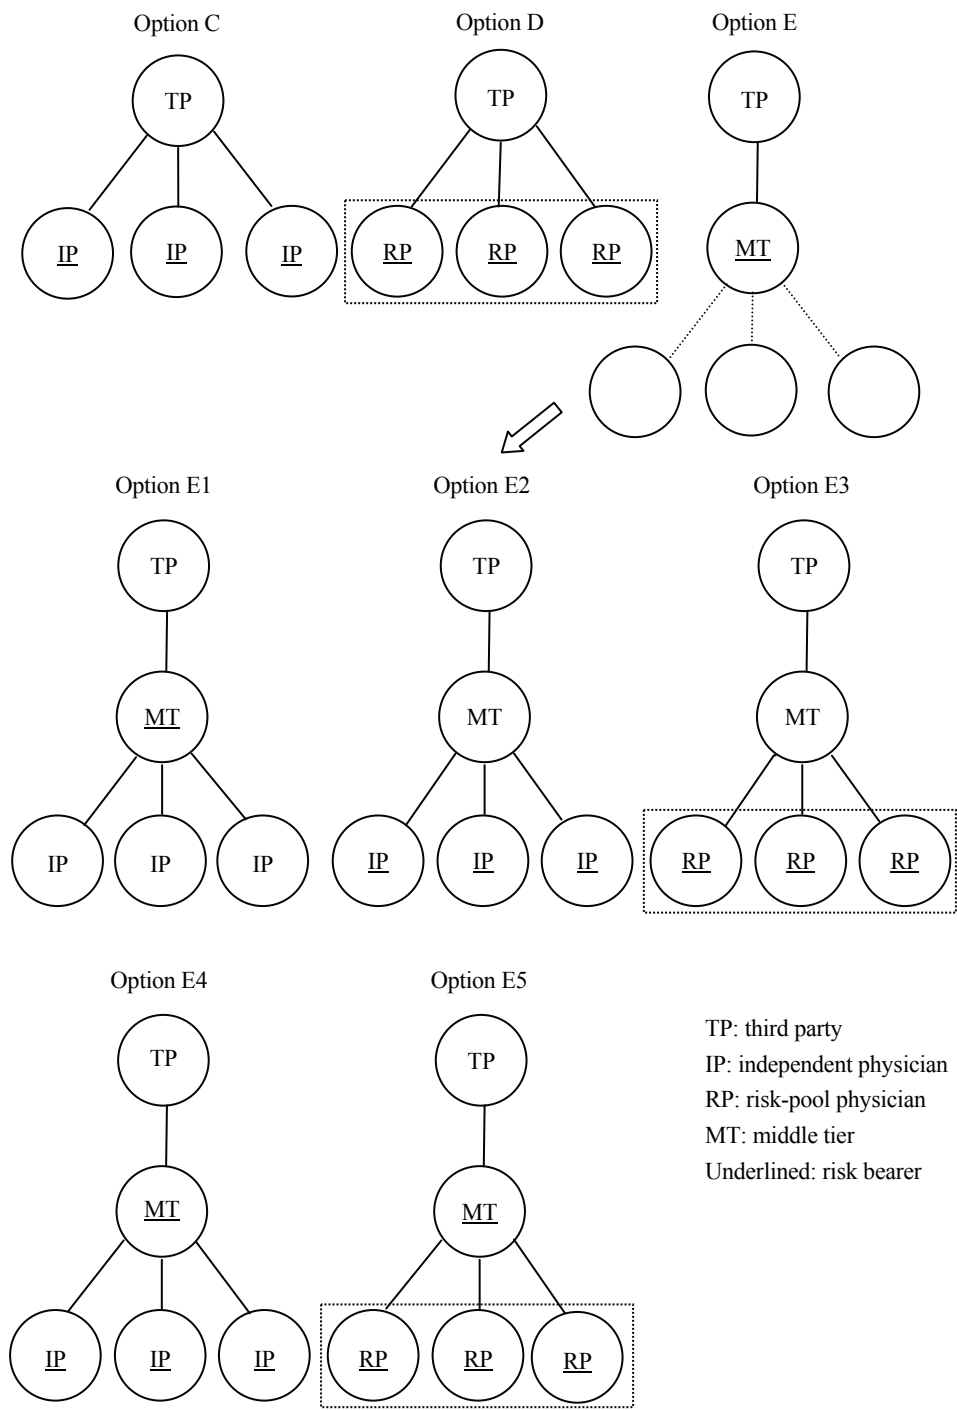 Option C Option D Option E
TP TP TP
IP IP IP RP RP RP MT
Option E1 Option E2 Option E3
TP TP TP
MT MT MT
IP IP IP IP IP IP RP RP RP
Option E4 Option E5
TP TP
MT MT
IP IP IP RP RP RP
TP: third party
IP: independent physician
RP: risk-pool physician
MT: middle tier
Underlined: risk bearer